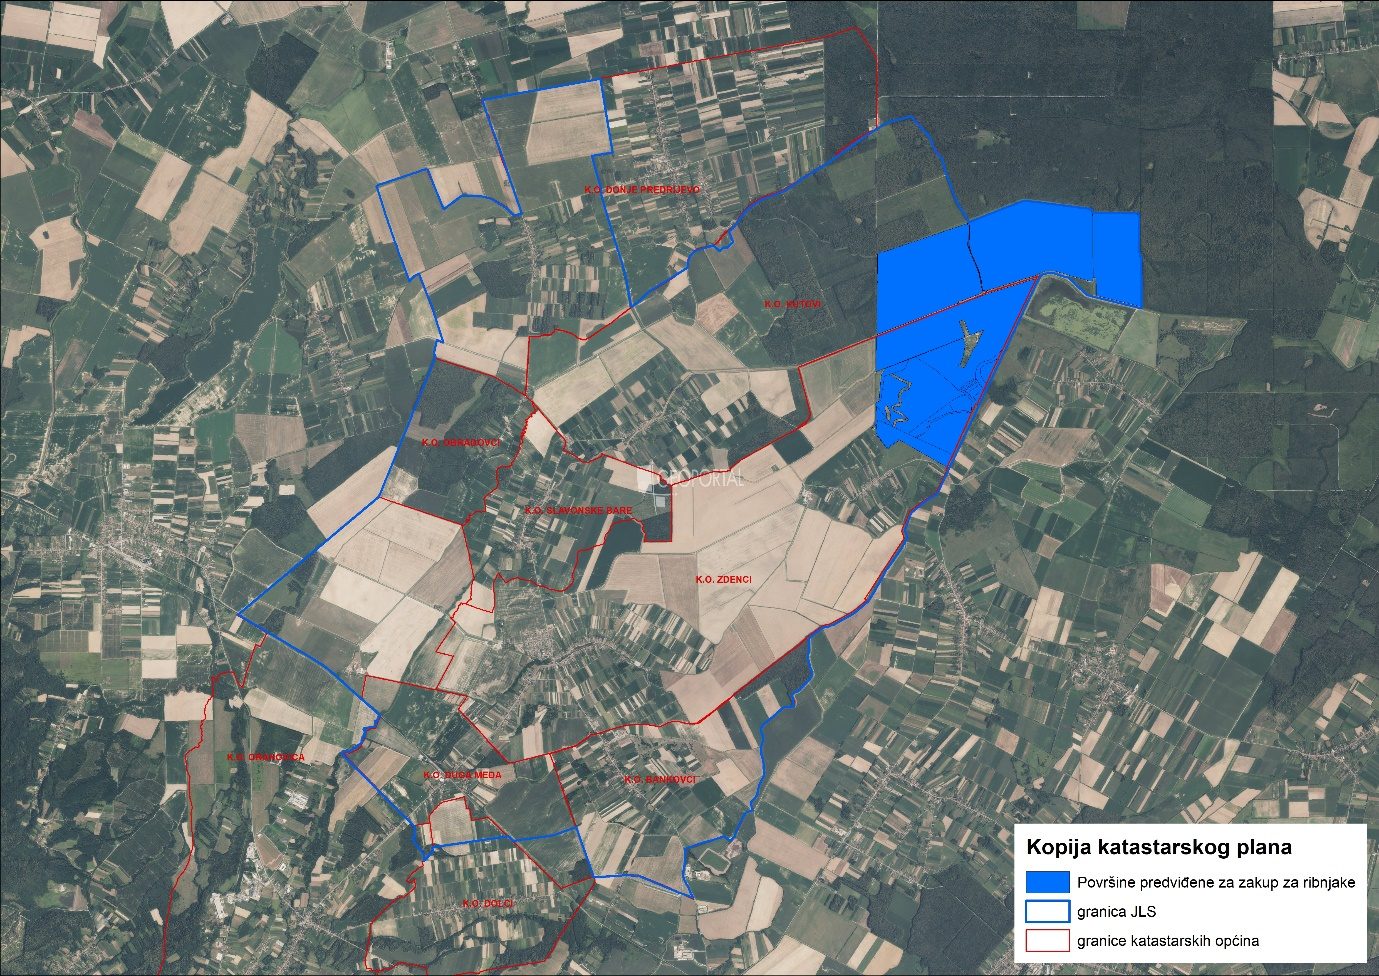 K.O. DONJE PREDRIJEVO
K.O. KUTOVI
K.O. OBRADOVCI
GEOPORTAL
K.O. SLAVONSKE BARE
K.O. ZDENCI
K.O. ORAHOVICA
K.O. DUGA MEĐA
K.O. BANKOVCI
K.O. DOLCI
Kopija katastarskog plana
Površine predviđene za zakup za ribnjake
granica JLS
granice katastarskih općina